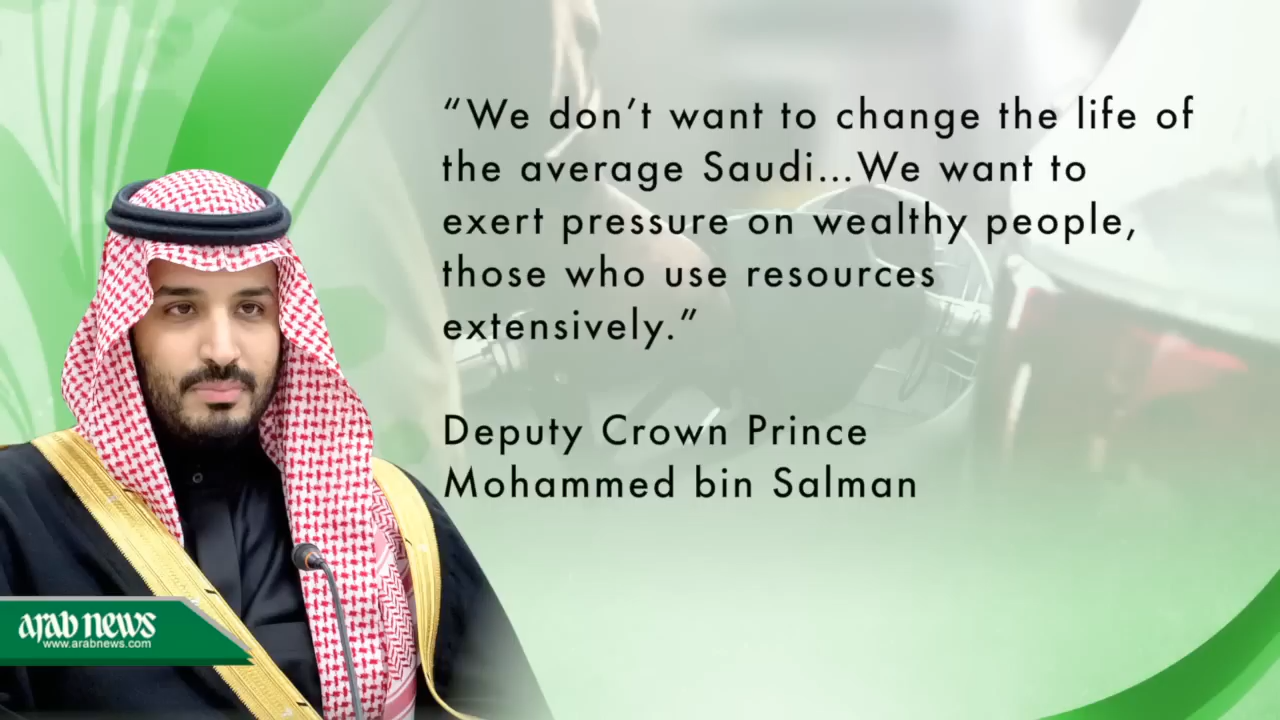 “We don’t want to change the life of
the average Saudi...We want to
exert pressure on wealthy people,
those who use resources
extensively.”
Deputy Crown Prince
Mohammed bin Salman
arab news
www.arabnews.com